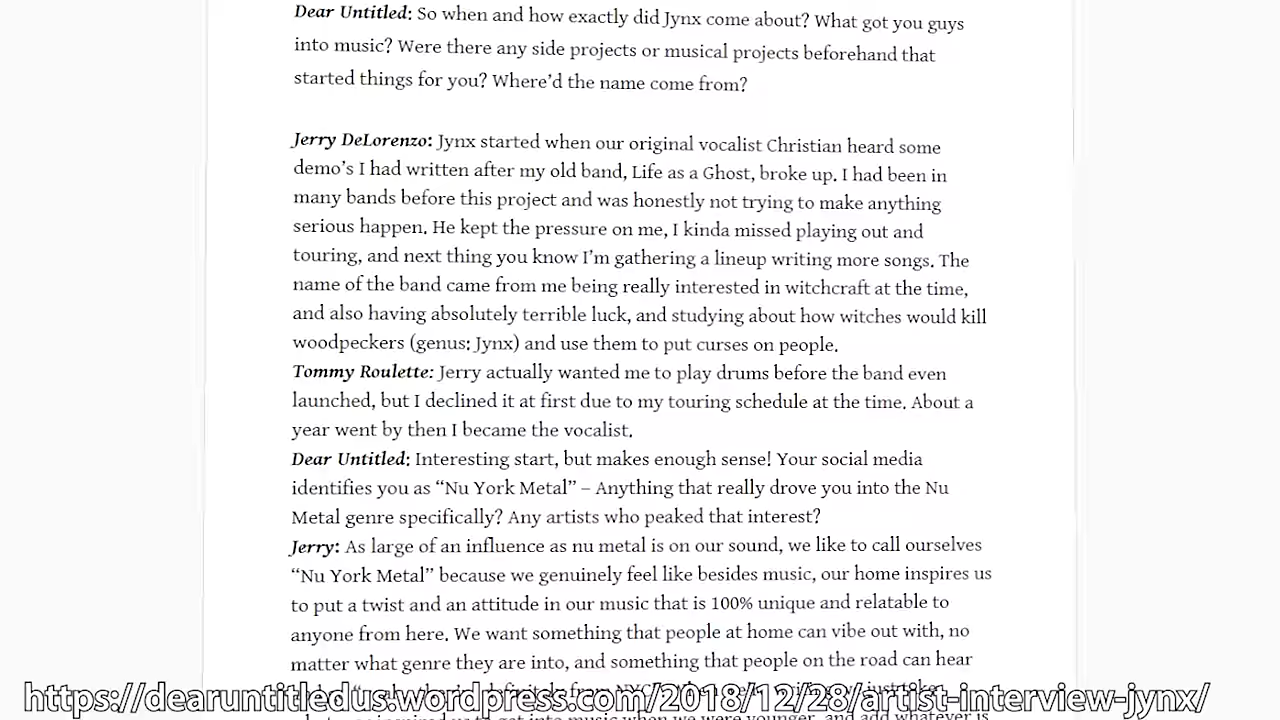 Dear Untitled: So when and how exactly did Jynx come about? What got you guys
into music? Were there any side projects or musical projects beforehand that
started things for you? Where’d the name come from?
Jerry DeLorenzo: Jynx started when our original vocalist Christian heard some
demo’s I had written after my old band, Life as a Ghost, broke up. I had been in
many bands before this project and was honestly not trying to make anything
serious happen. He kept the pressure on me, I kinda missed playing out and
touring, and next thing you know I’m gathering a lineup writing more songs. The
name of the band came from me being really interested in witchcraft at the time,
and also having absolutely terrible luck, and studying about how witches would kill
woodpeckers (genus: Jynx) and use them to put curses on people.
Tommy Roulette: Jerry actually wanted me to play drums before the band even
launched, but I declined it at first due to my touring schedule at the time. About a
year went by then I became the vocalist.
Dear Untitled: Interesting start, but makes enough sense! Your social media
identifies you as “Nu York Metal” – Anything that really drove you into the Nu
Metal genre specifically? Any artists who peaked that interest?
Jerry: As large of an influence as nu metal is on our sound, we like to call ourselves
“Nu York Metal” because we genuinely feel like besides music, our home inspires us
to put a twist and an attitude in our music that is 100% unique and relatable to
anyone from here. We want something that people at home can vibe out with, no
matter what genre they are into, and something that people on the road can hear
https://dearuntitledus.wordpress.com/2018/12/28/artist-interview-jynx/